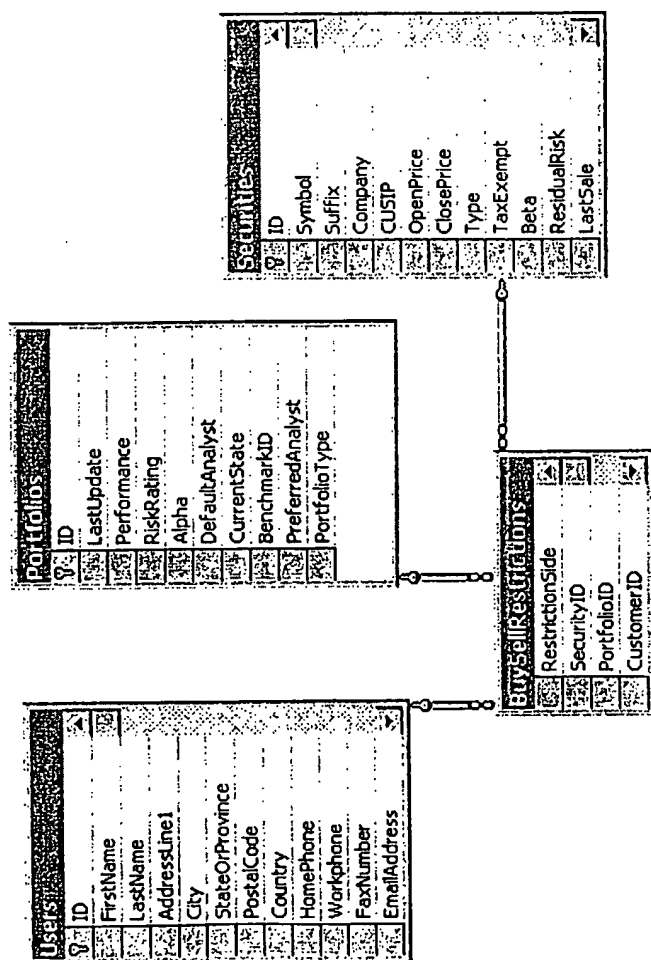 Users
ID
FirstName
LastName
AddressLine1
City
StateOrProvince
PostalCode
Country
HomePhone
Workphone
FaxNumber
EmailAddress
Portfolios
ID
LastUpdate
Performance
RiskRating
Alpha
DefaultAnalyst
CurrentState
BenchmarkID
PreferredAnalyst
PortfolioType
Securities
ID
Symbol
Suffix
Company
CUSIP
OpenPrice
ClosePrice
Type
TaxExempt
Beta
ResidualRisk
LastSale
BuySellRestrictions
RestrictionSide
SecurityID
PortfolioID
CustomerID